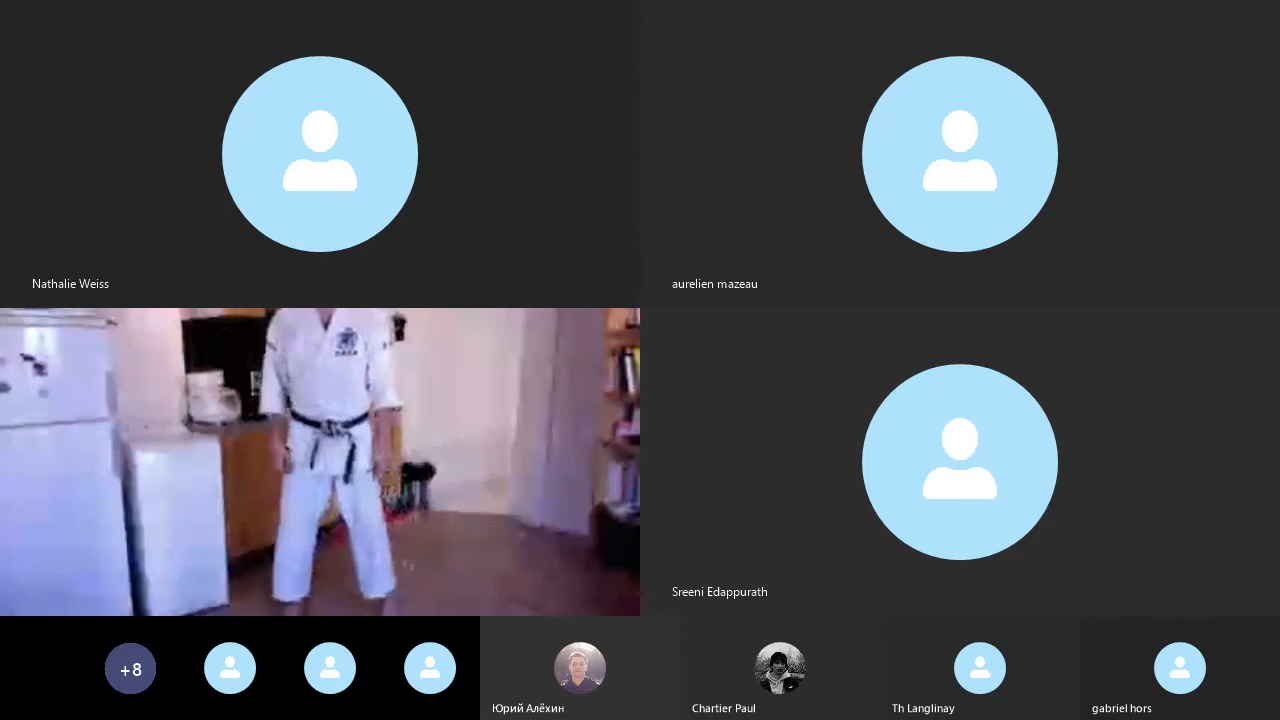 Nathalie Weiss
aurelien mazeau
Sreeni Edappurath
+8
Юрий Алёхин
Chartier Paul
Th Langlinay
gabriel hors